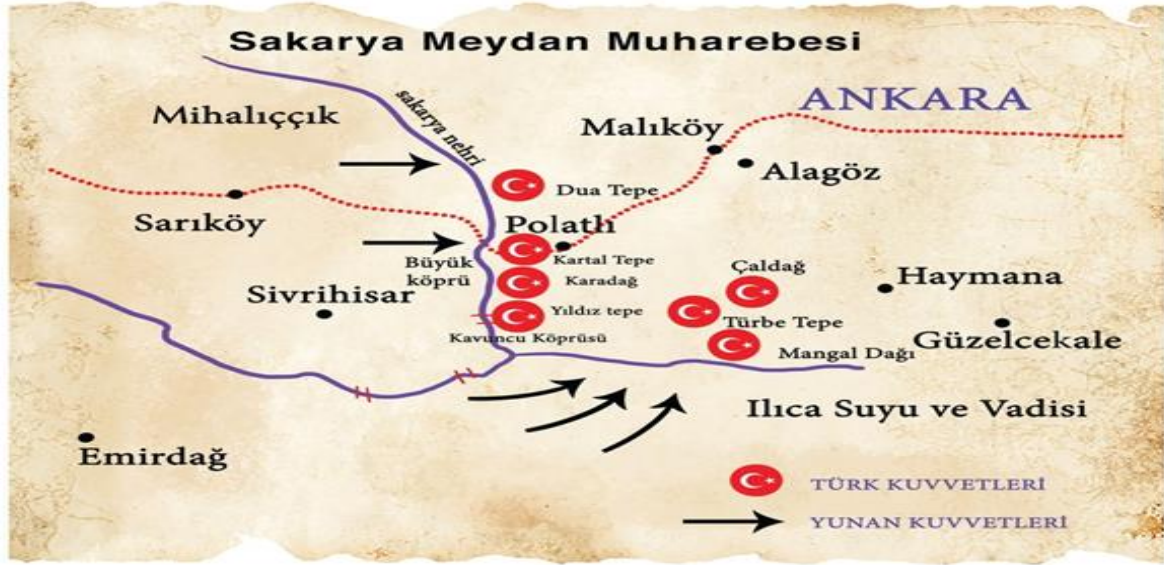 Sakarya Meydan Muharebesi
ANKARA
Mihalıççık
sakarya nehri
Malıköy
Alagöz
Dua Tepe
Sarıköy
Polatlı
Büyük
köprü
Kartal Tepe
Çaldağ
Haymana
Karadağ
Sivrihisar
Yıldız tepe
Türbe Tepe
Kavuncu Köprüsü
Güzelcekale
Mangal Dağı
Ilıca Suyu ve Vadisi
Emirdağ
TÜRK KUVVETLERİ
YUNAN KUVVETLERİ